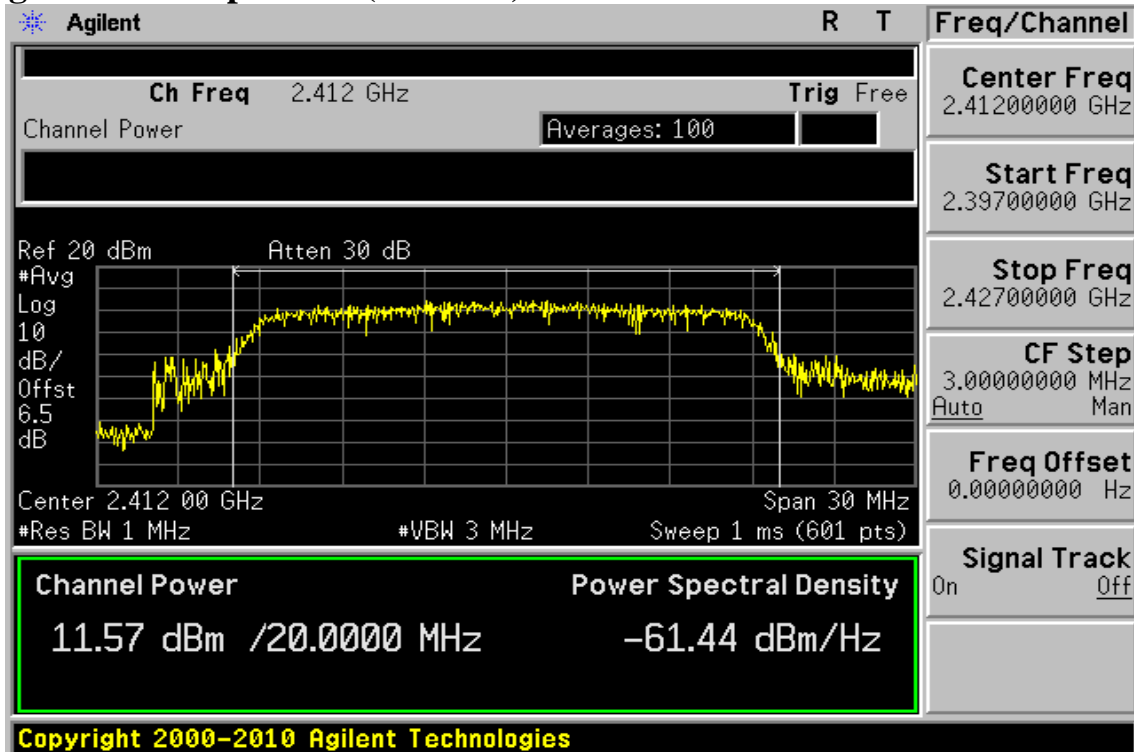 Agilent R T
Ch Freq 2.412 GHz Trig Free
Channel Power Averages: 100
Ref 20 dBm Atten 30 dB
#Avg
Log
10
dB/
Offst
6.5
dB
Center 2.412 00 GHz Span 30 MHz
#Res BW 1 MHz #VBW 3 MHz Sweep 1 ms (601 pts)
Channel Power Power Spectral Density
11.57 dBm /20.0000 MHz -61.44 dBm/Hz
Copyright 2000-2010 Agilent Technologies
Freq/Channel
Center Freq
2.41200000 GHz
Start Freq
2.39700000 GHz
Stop Freq
2.42700000 GHz
CF Step
3.00000000 MHz
Auto Man
Freq Offset
0.00000000 Hz
Signal Track
On Off